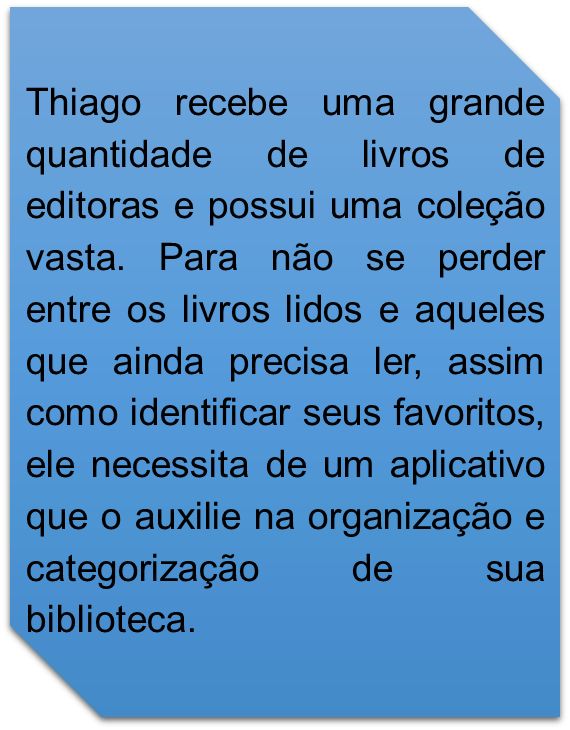 Thiago recebe uma grande
quantidade de livros de
editoras e possui uma coleção
vasta. Para não se perder
entre os livros lidos e aqueles
que ainda precisa ler, assim
como identificar seus favoritos,
ele necessita de um aplicativo
que o auxilie na organização e
categorização de sua
biblioteca.